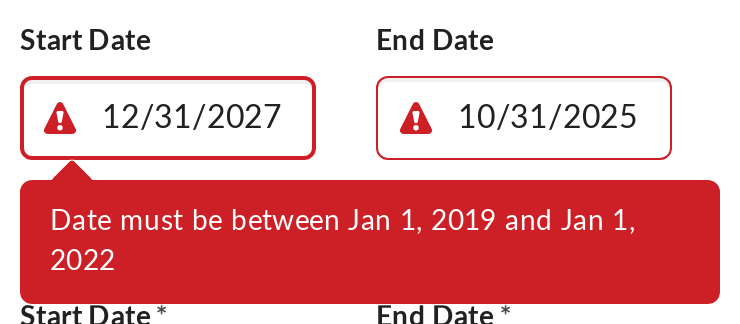 Start Date
End Date
12/31/2027
10/31/2025
Date must be between Jan 1, 2019 and Jan 1,
2022
Start Date *
End Date *